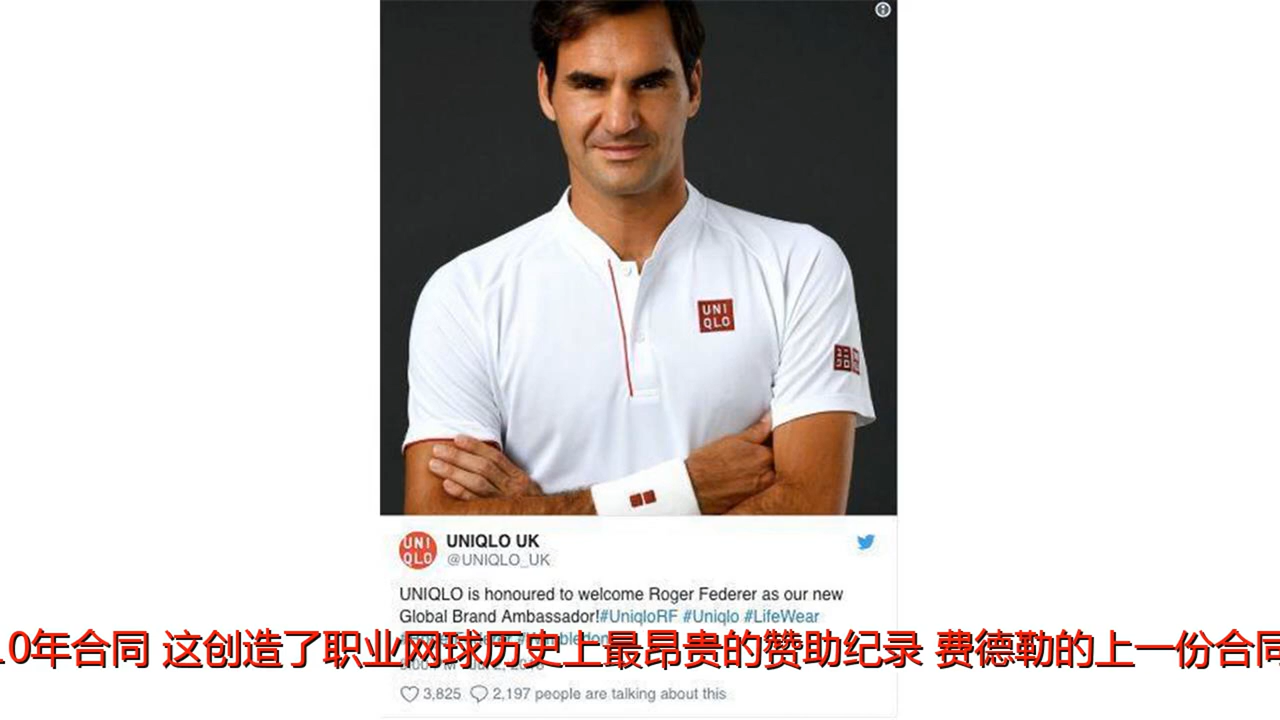 UNI
QLO
UNI
QLO
UNIQLO UK
@UNIQLO_UK
UNIQLO is honoured to welcome Roger Federer as our new
Global Brand Ambassador!#UniqloRF #Uniqlo #LifeWear
10年合同 这创造了职业网球历史上最昂贵的赞助纪录 费德勒的上一份合同
3,825 2,197 people are talking about this